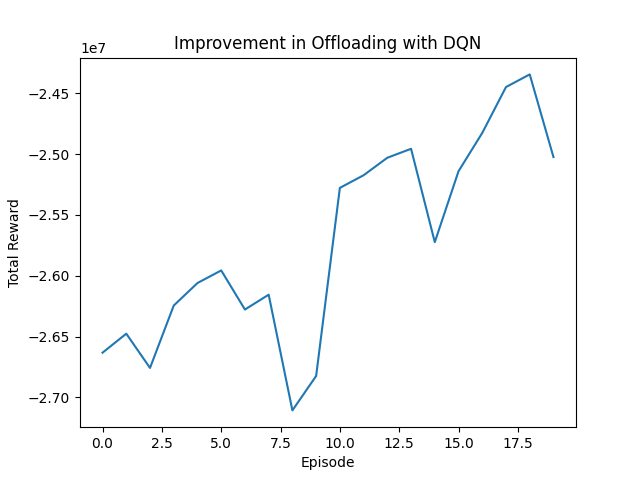 Improvement in Offloading with DQN
1e7
−2.45
−2.50
−2.55
−2.60
−2.65
−2.70
Total Reward
0.0 2.5 5.0 7.5 10.0 12.5 15.0 17.5
Episode